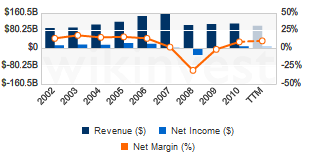 $160.5B 50%
$80.25B 25%
$0 0%
$-80.25B -25%
$-160.5B -50%
2002 2003 2004 2005 2006 2007 2008 2009 2010 TTM
Revenue ($) Net Income ($)
Net Margin (%)